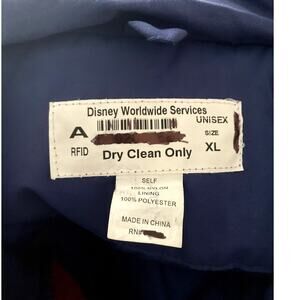 Disney Worldwide Services
A UNISEX
SIZE
RFID Dry Clean Only XL
SELF
100% NYLON
LINING
100% POLYESTER
MADE IN CHINA
RN#